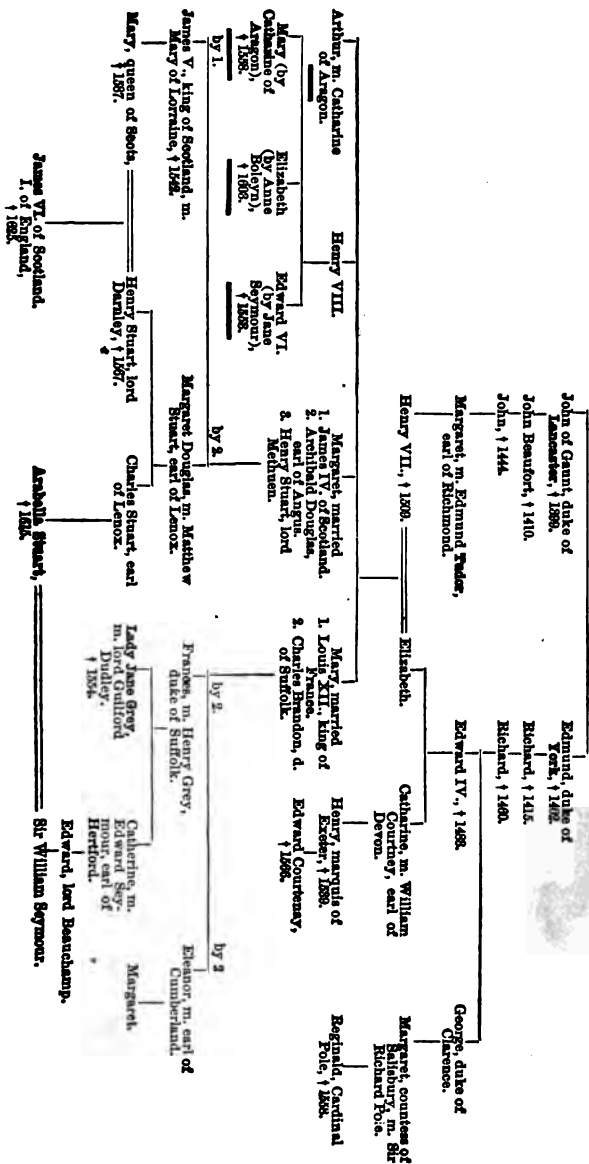 John of Gaunt, duke of
Lancaster, † 1399.
Edmund, duke of
York, † 1402.
John Beaufort, † 1410.
Richard, † 1415.
John, † 1444.
Richard, † 1460.
Margaret, m. Edmund Tudor,
earl of Richmond.
Edward IV., † 1483.
George, duke of
Clarence.
Henry VII., † 1509.
Elizabeth.
Catharine, m. William
Courtney, earl of
Devon.
Margaret, countess of
Salisbury, m. Sir
Richard Pole.
Arthur, m. Catharine
of Aragon.
Henry VIII.
Margaret, married
1. James IV. of Scotland.
2. Archibald Douglas,
earl of Angus.
3. Henry Stuart, lord
Methuen.
Mary, married
1. Louis XII., king of
France.
2. Charles Brandon, d.
of Suffolk.
Henry, marquis of
Exeter, † 1539.
Edward Courtenay,
† 1566.
Reginald, Cardinal
Pole, † 1558.
Mary (by
Catharine of
Aragon),
† 1558.
Elizabeth
(by Anne
Boleyn),
† 1603.
Edward VI.
(by Jane
Seymour),
† 1553.
by 1.
by 2.
by 2.
by 2
James V., king of Scotland, m.
Mary of Lorraine, † 1542.
Margaret Douglas, m. Matthew
Stuart, earl of Lenox.
Frances, m. Henry Grey,
duke of Suffolk.
Eleanor, m. earl of
Cumberland.
Mary, queen of Scots,
† 1587.
Henry Stuart, lord
Darnley, † 1567.
Charles Stuart, earl
of Lenox.
Lady Jane Grey,
m. lord Guilford
Dudley.
† 1554.
Catherine, m.
Edward Sey-
mour, earl of
Hertford.
Margaret.
Edward, lord Beauchamp.
James VI. of Scotland.
I. of England,
† 1625.
Arabella Stuart,
† 1615.
Sir William Seymour.